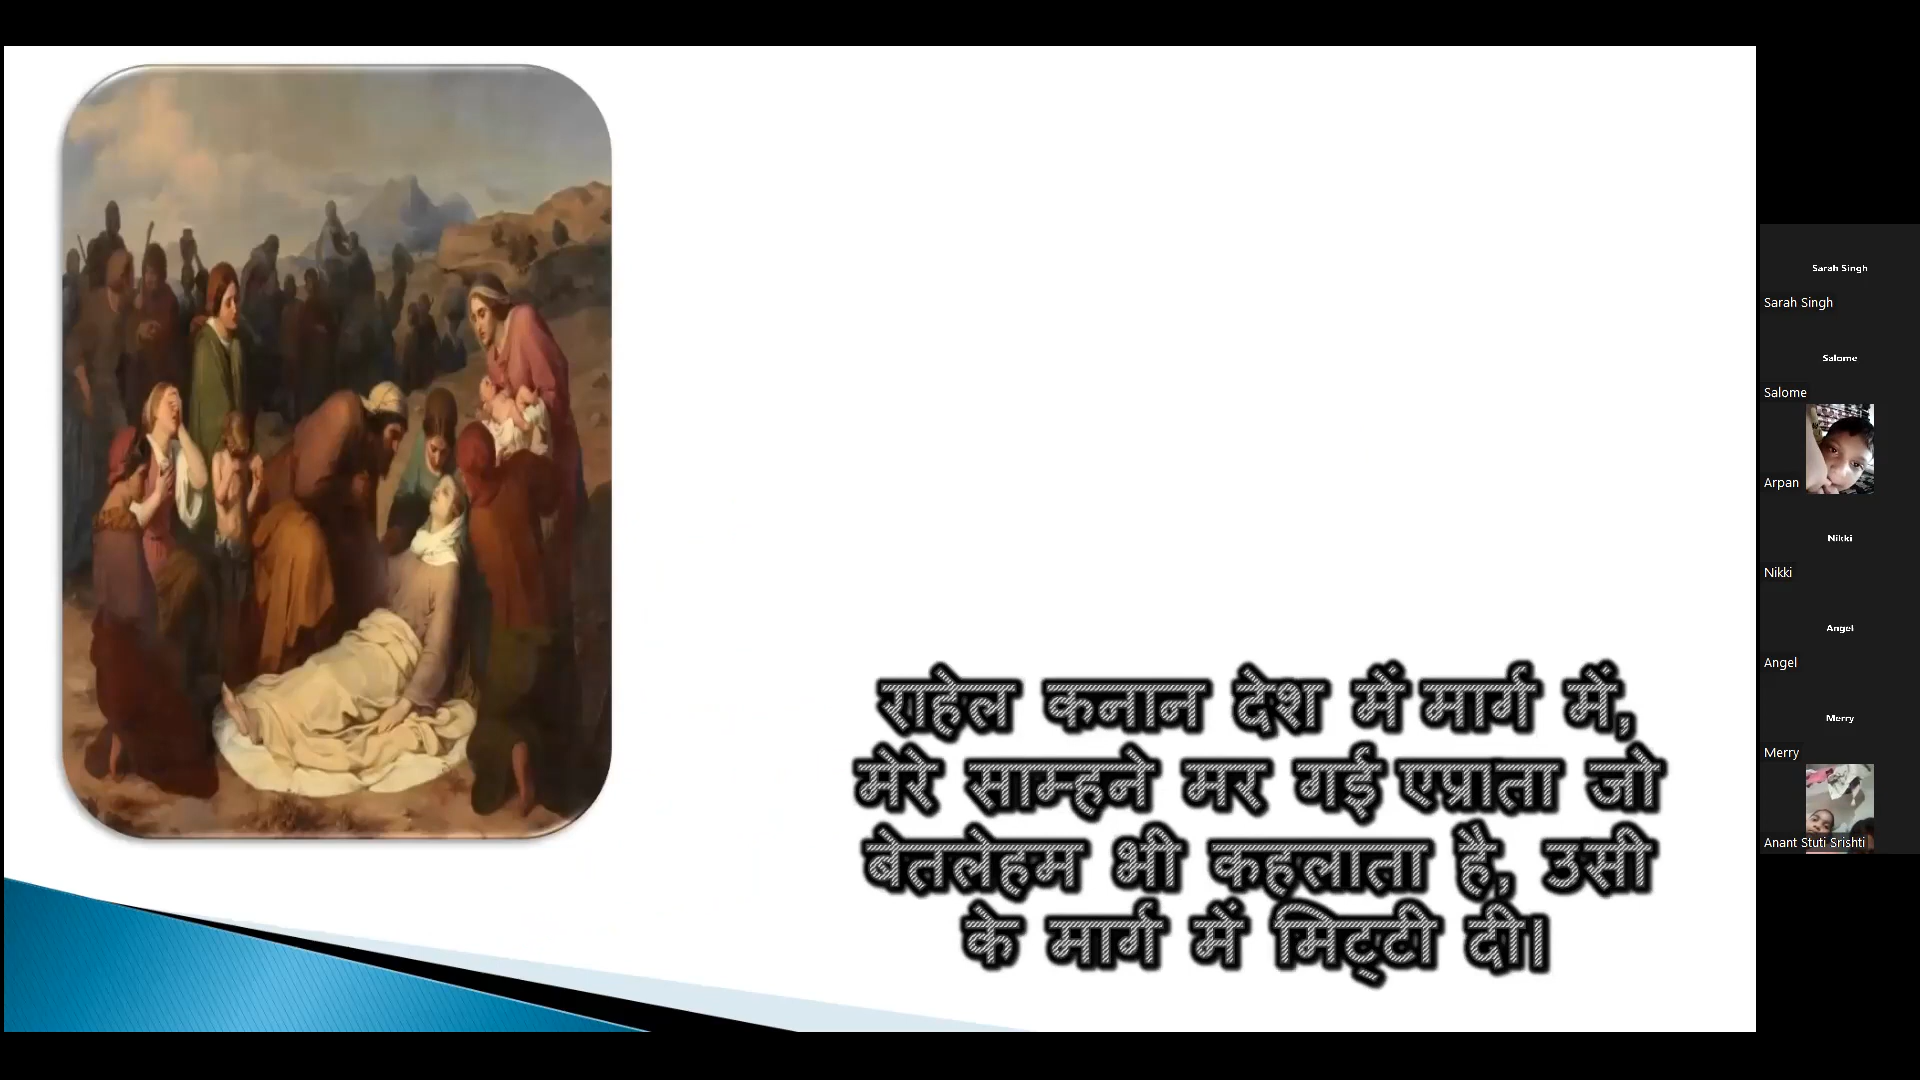 राहेल कनान देश में मार्ग में,
मेरे साम्हने मर गई एप्राता जो
बेतलेहम भी कहलाता है, उसी
के मार्ग में मिट्टी दी।
Sarah Singh
Sarah Singh
Salome
Salome
Arpan
Nikki
Nikki
Angel
Angel
Merry
Merry
Anant Stuti Srishti